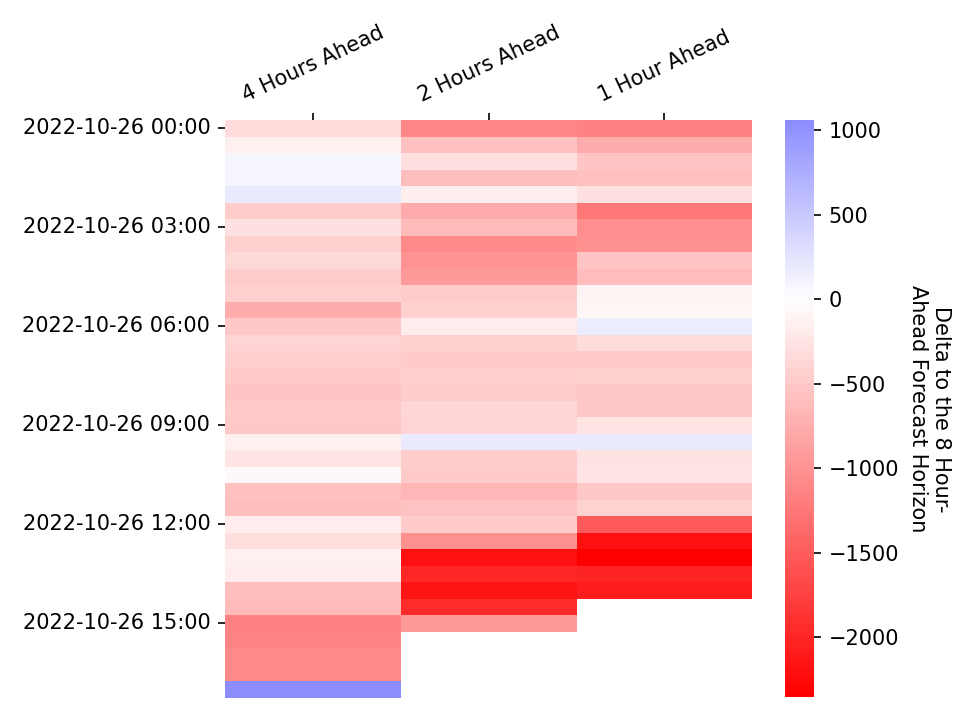 4 Hours Ahead
2 Hours Ahead
1 Hour Ahead
2022-10-26 00:00
2022-10-26 03:00
2022-10-26 06:00
2022-10-26 09:00
2022-10-26 12:00
2022-10-26 15:00
1000
500
0
−500
−1000
−1500
−2000
Delta to the 8 Hour-
Ahead Forecast Horizon